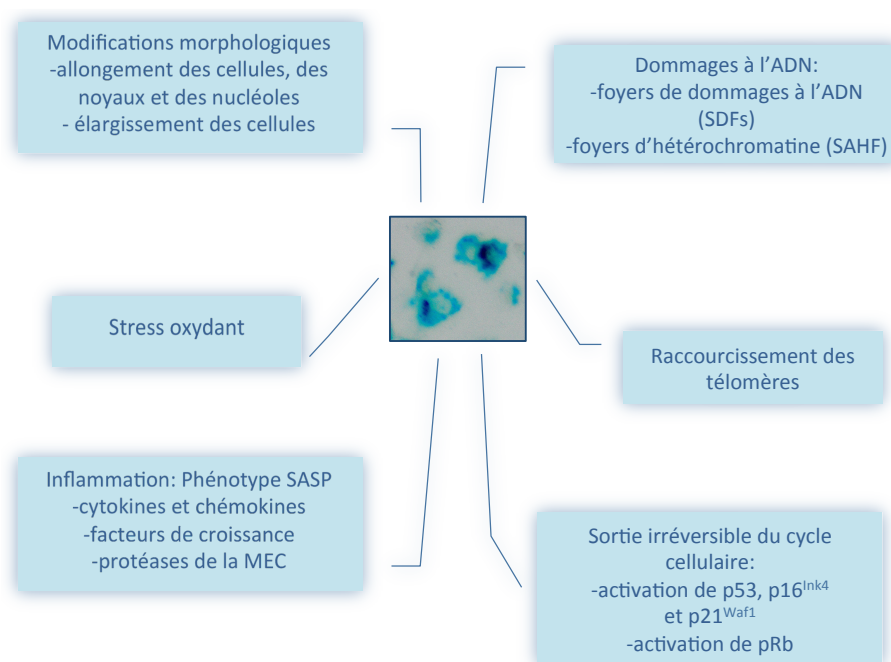 Modifications morphologiques
-allongement des cellules, des
noyaux et des nucléoles
- élargissement des cellules
Dommages à l’ADN:
-foyers de dommages à l’ADN
(SDFs)
-foyers d’hétérochromatine (SAHF)
Stress oxydant
Raccourcissement des
télomères
Inflammation: Phénotype SASP
-cytokines et chémokines
-facteurs de croissance
-protéases de la MEC
Sortie irréversible du cycle
cellulaire:
-activation de p53, p16Ink4
et p21Waf1
-activation de pRb